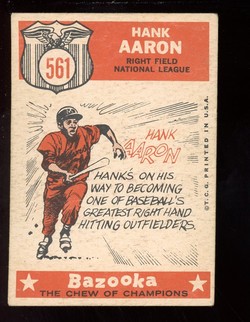 561
HANK
AARON
RIGHT FIELD
NATIONAL LEAGUE
HANK
AARON
HANK'S ON HIS
WAY TO BECOMING
ONE OF BASEBALL'S
GREATEST RIGHT HAND
HITTING OUTFIELDERS.
©T.C.G. PRINTED IN U.S.A.
Bazooka
THE CHEW OF CHAMPIONS